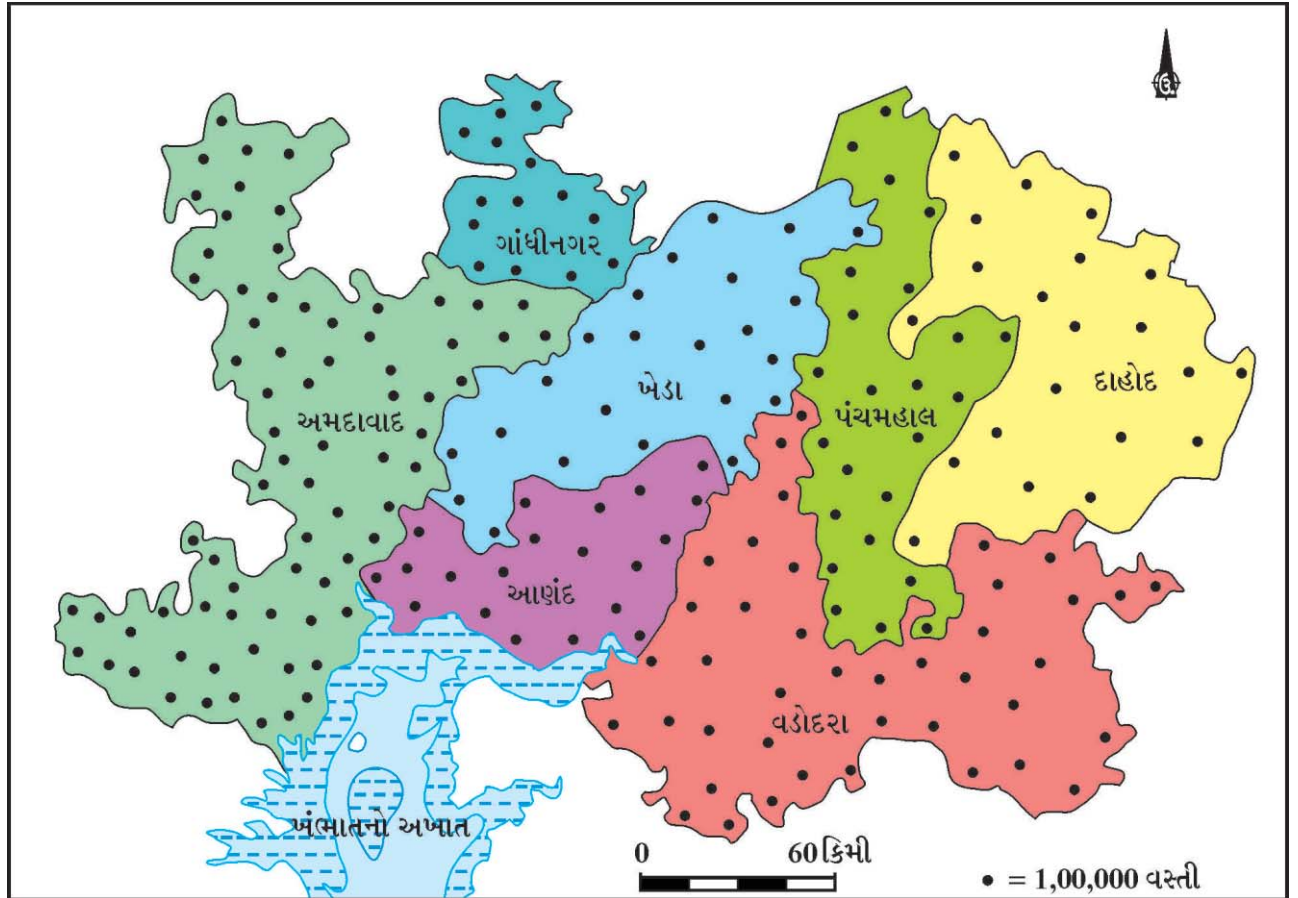 ઉ
ગાંધીનગર
ખેડા
દાહોદ
અમદાવાદ
પંચમહાલ
આણંદ
વડોદરા
ખંભાતનો અખાત
0 60 કિમી
● = 1,00,000 વસ્તી